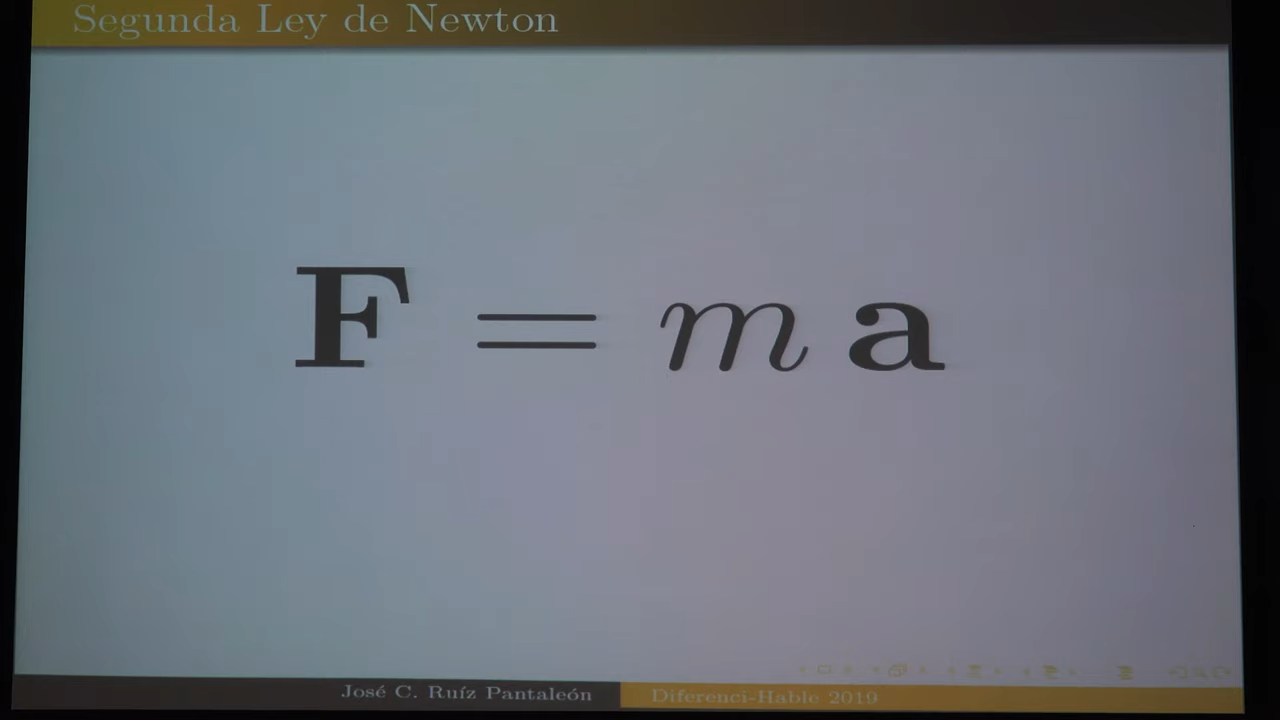 Segunda Ley de Newton
F = m a
José C. Ruíz Pantaleón
Diferenci-Hable 2019